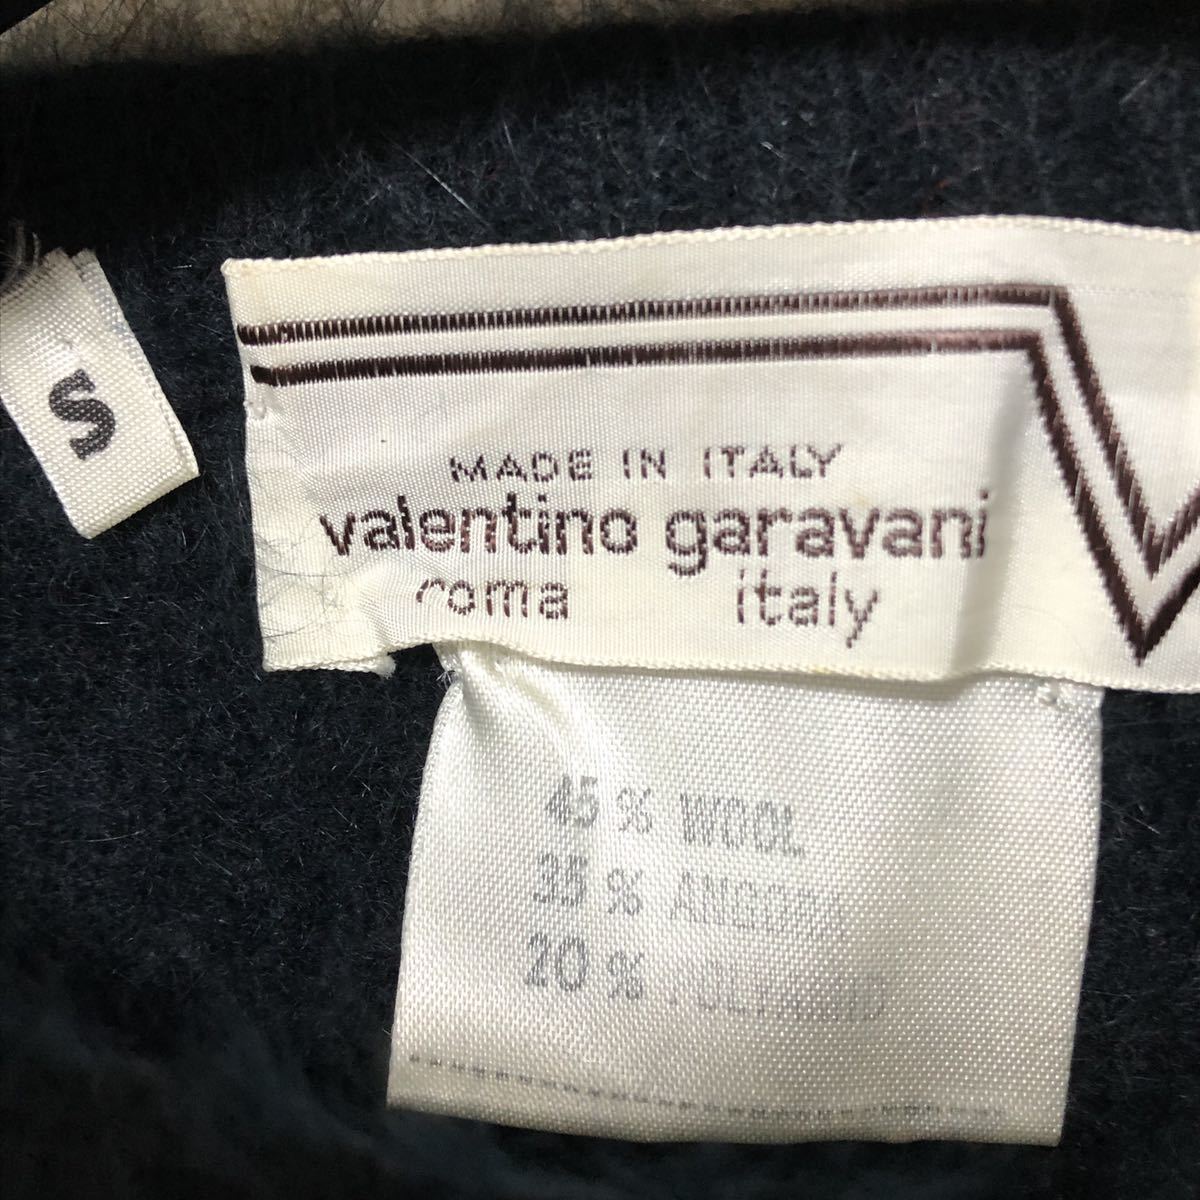 S
MADE IN ITALY
valentino garavani
roma italy
45 % WOOL
35 % ANGORA
20 %